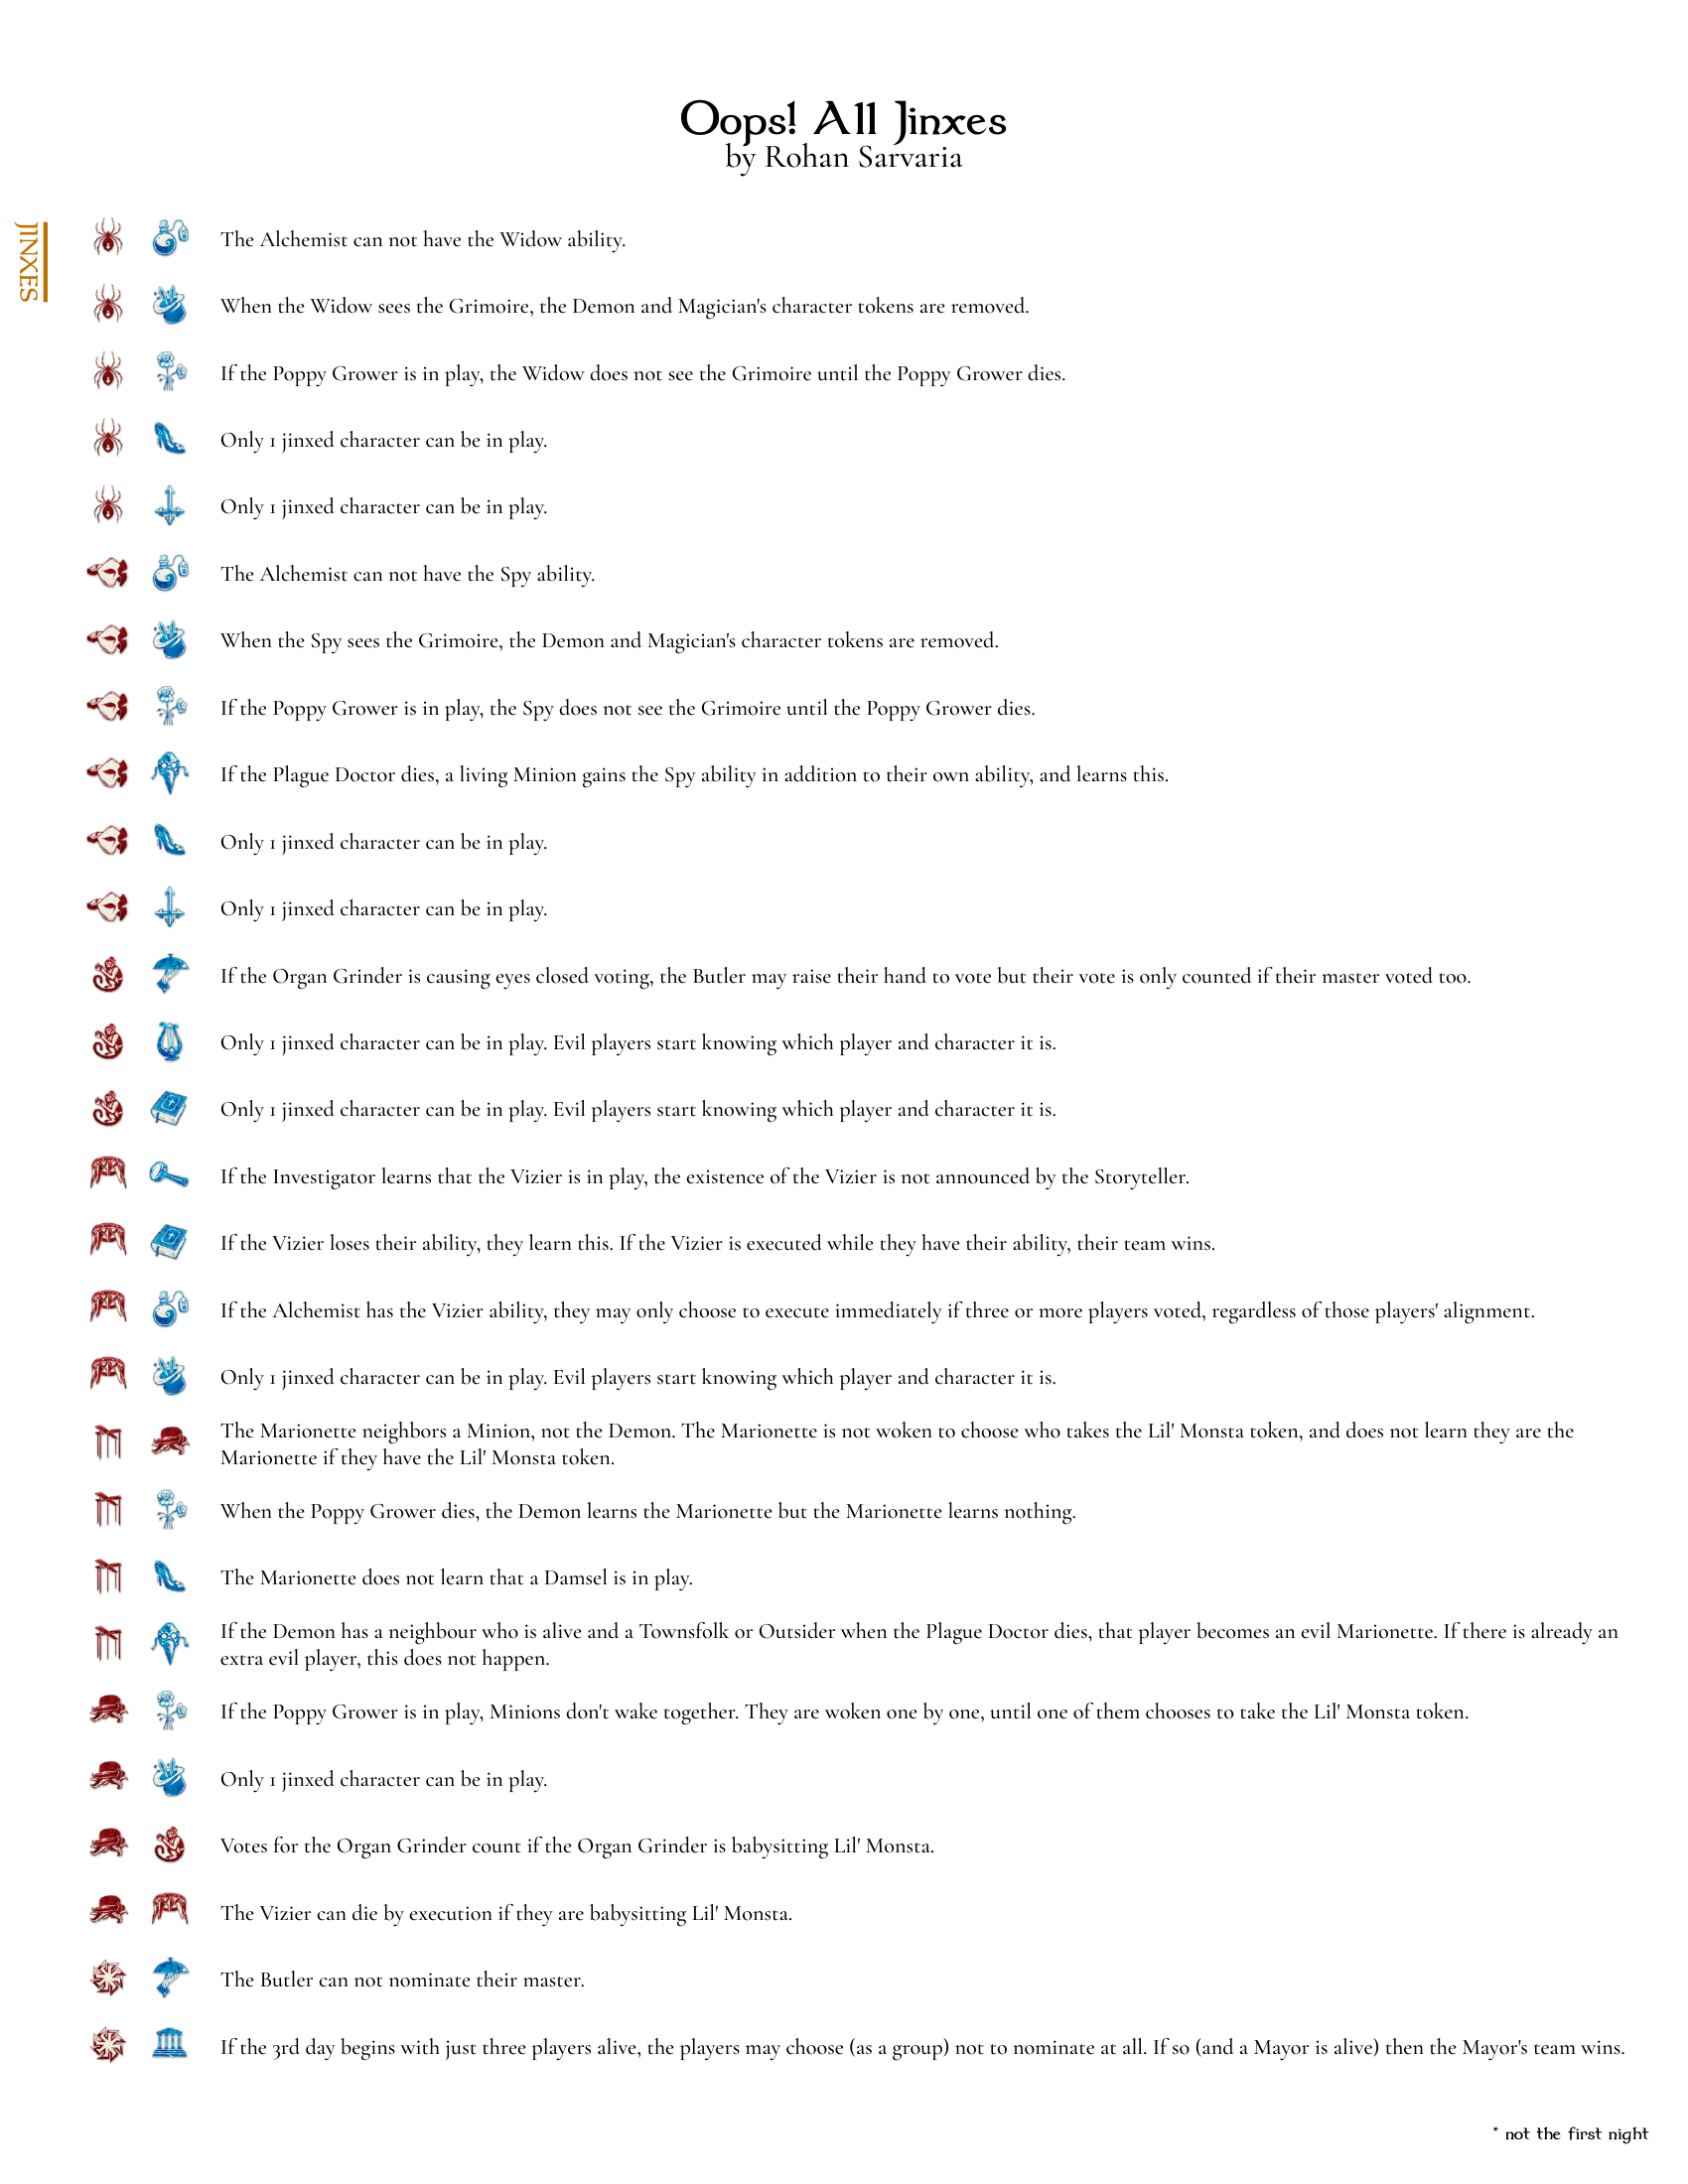 Oops! All Jinxes
by Rohan Sarvaria
JINXES
The Alchemist can not have the Widow ability.
When the Widow sees the Grimoire, the Demon and Magician's character tokens are removed.
If the Poppy Grower is in play, the Widow does not see the Grimoire until the Poppy Grower dies.
Only 1 jinxed character can be in play.
Only 1 jinxed character can be in play.
The Alchemist can not have the Spy ability.
When the Spy sees the Grimoire, the Demon and Magician's character tokens are removed.
If the Poppy Grower is in play, the Spy does not see the Grimoire until the Poppy Grower dies.
If the Plague Doctor dies, a living Minion gains the Spy ability in addition to their own ability, and learns this.
Only 1 jinxed character can be in play.
Only 1 jinxed character can be in play.
If the Organ Grinder is causing eyes closed voting, the Butler may raise their hand to vote but their vote is only counted if their master voted too.
Only 1 jinxed character can be in play. Evil players start knowing which player and character it is.
Only 1 jinxed character can be in play. Evil players start knowing which player and character it is.
If the Investigator learns that the Vizier is in play, the existence of the Vizier is not announced by the Storyteller.
If the Vizier loses their ability, they learn this. If the Vizier is executed while they have their ability, their team wins.
If the Alchemist has the Vizier ability, they may only choose to execute immediately if three or more players voted, regardless of those players' alignment.
Only 1 jinxed character can be in play. Evil players start knowing which player and character it is.
The Marionette neighbors a Minion, not the Demon. The Marionette is not woken to choose who takes the Lil' Monsta token, and does not learn they are the
Marionette if they have the Lil' Monsta token.
When the Poppy Grower dies, the Demon learns the Marionette but the Marionette learns nothing.
The Marionette does not learn that a Damsel is in play.
If the Demon has a neighbour who is alive and a Townsfolk or Outsider when the Plague Doctor dies, that player becomes an evil Marionette. If there is already an
extra evil player, this does not happen.
If the Poppy Grower is in play, Minions don't wake together. They are woken one by one, until one of them chooses to take the Lil' Monsta token.
Only 1 jinxed character can be in play.
Votes for the Organ Grinder count if the Organ Grinder is babysitting Lil' Monsta.
The Vizier can die by execution if they are babysitting Lil' Monsta.
The Butler can not nominate their master.
If the 3rd day begins with just three players alive, the players may choose (as a group) not to nominate at all. If so (and a Mayor is alive) then the Mayor's team wins.
* not the first night